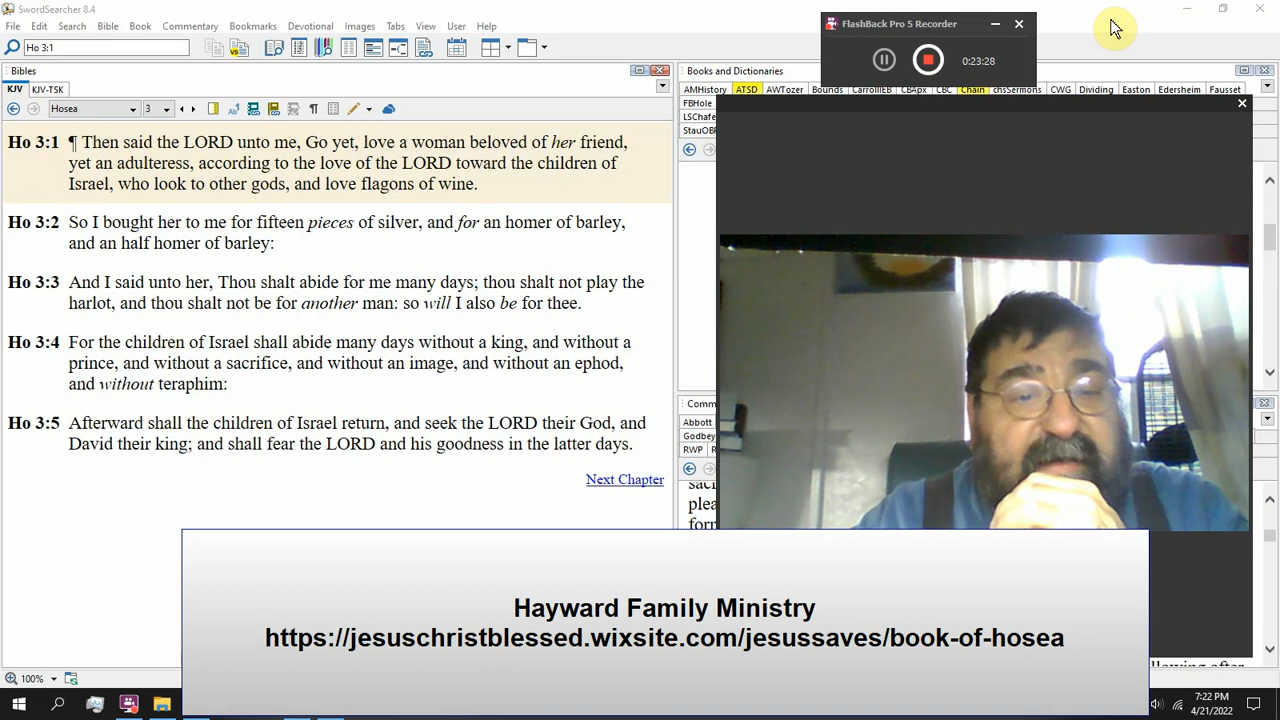 SwordSearcher 8.4
File Edit Search Bible Book Calendar Commentary Bookmarks Devotional Images Tabs View User Help
Ho 3:1
Bibles
KJV KJV-TSK
Hosea 3
Ho 3:1 ¶ Then said the LORD unto me, Go yet, love a woman beloved of her friend,
yet an adulteress, according to the love of the LORD toward the children of
Israel, who look to other gods, and love flagons of wine.
Ho 3:2 So I bought her to me for fifteen pieces of silver, and for an homer of barley,
and an half homer of barley:
Ho 3:3 And I said unto her, Thou shalt abide for me many days; thou shalt not play the
harlot, and thou shalt not be for another man: so will I also be for thee.
Ho 3:4 For the children of Israel shall abide many days without a king, and without a
prince, and without a sacrifice, and without an image, and without an ephod,
and without teraphim:
Ho 3:5 Afterward shall the children of Israel return, and seek the LORD their God, and
David their king; and shall fear the LORD and his goodness in the latter days.
Next Chapter
FlashBack Pro 5 Recorder
0:23:28
Books and Dictionaries
AMHistory ATSD AWTozer Bounds CarrollIEB CBApx CBC Chain chsSermons CWG Dividing Easton Edersheim Fausset
FBHole
LSChafe
StauOB
Comm
Abbott
Godbey
RWP
sac
plea
for
llowing after
Hayward Family Ministry
https://jesuschristblessed.wixsite.com/jesussaves/book-of-hosea
100%
7:22 PM
4/21/2022